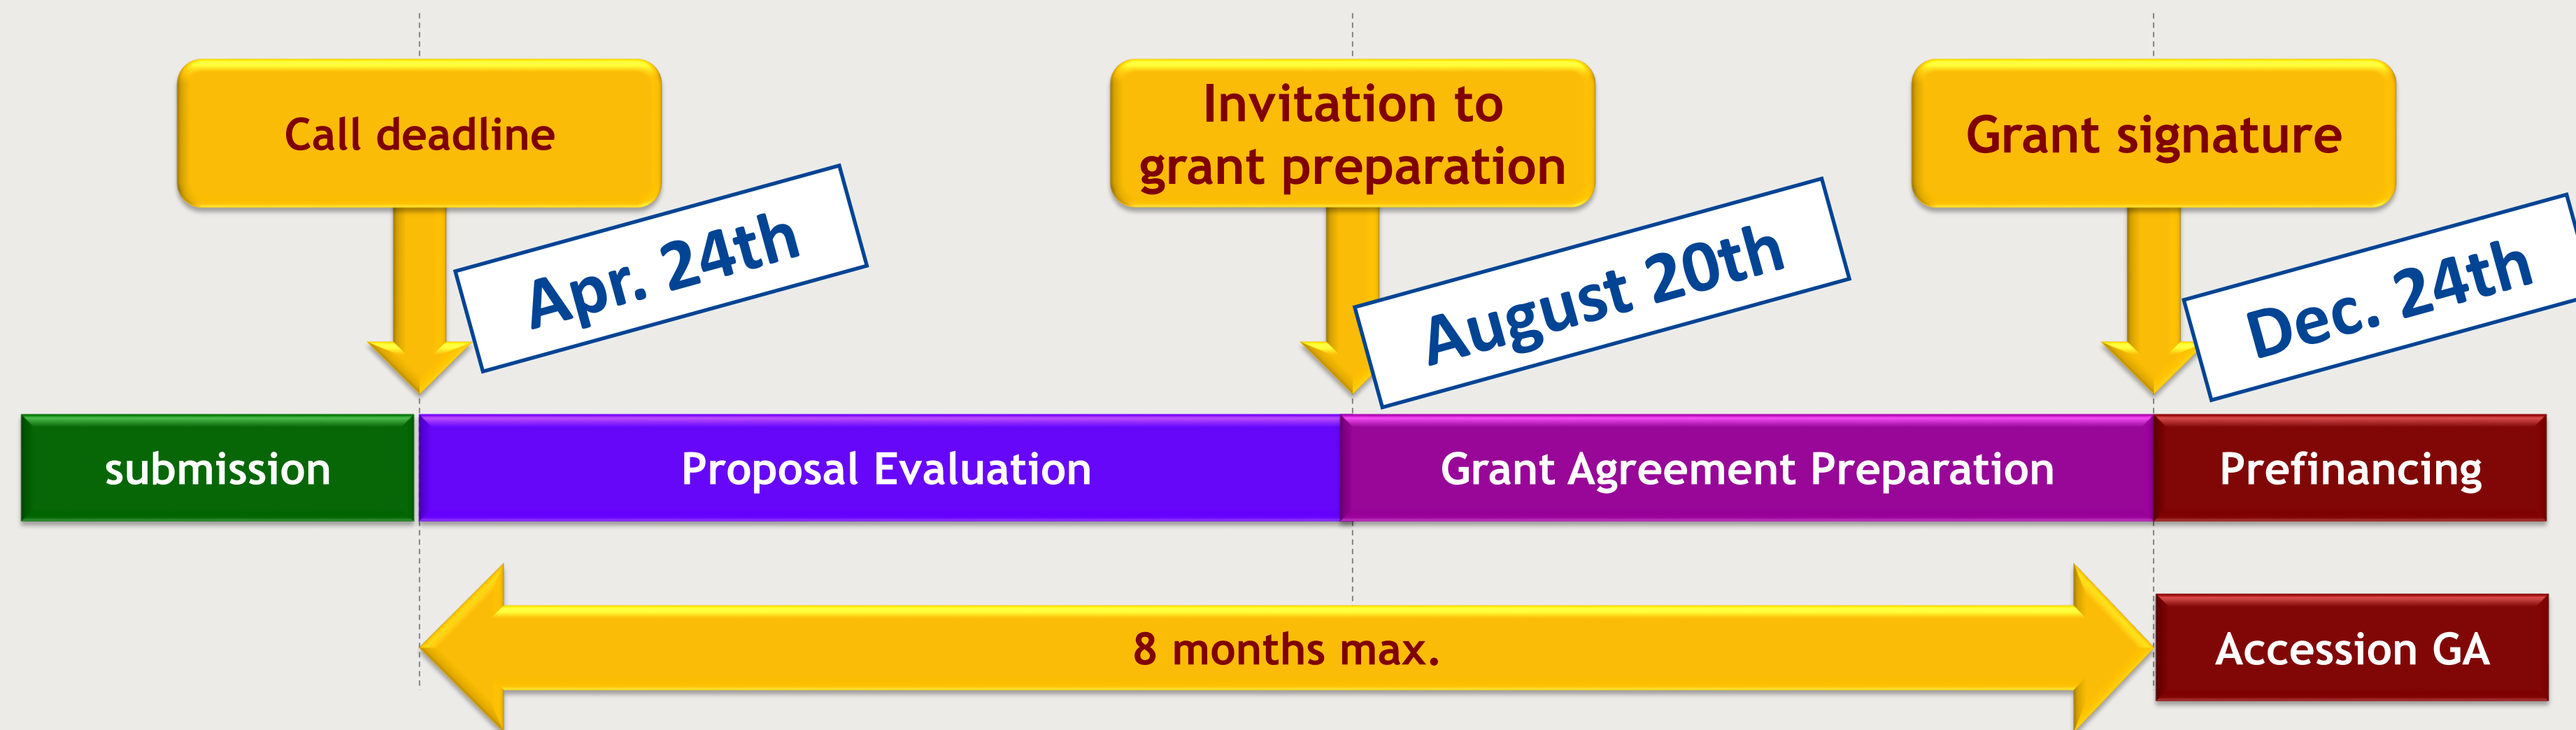 Call deadline
Invitation to
grant preparation
Grant signature
Apr. 24th
August 20th
Dec. 24th
submission
Proposal Evaluation
Grant Agreement Preparation
Prefinancing
8 months max.
Accession GA